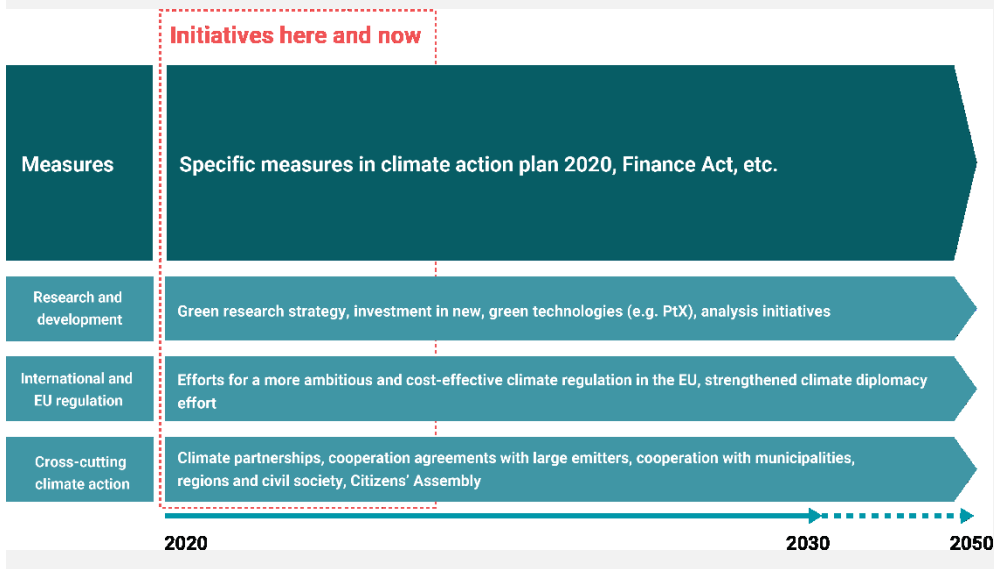 Initiatives here and now
Measures
Specific measures in climate action plan 2020, Finance Act, etc.
Research and
development
Green research strategy, investment in new, green technologies (e.g. PtX), analysis initiatives
International and
EU regulation
Efforts for a more ambitious and cost-effective climate regulation in the EU, strengthened climate diplomacy
effort
Cross-cutting
climate action
Climate partnerships, cooperation agreements with large emitters, cooperation with municipalities,
regions and civil society, Citizens’ Assembly
2020
2030
2050